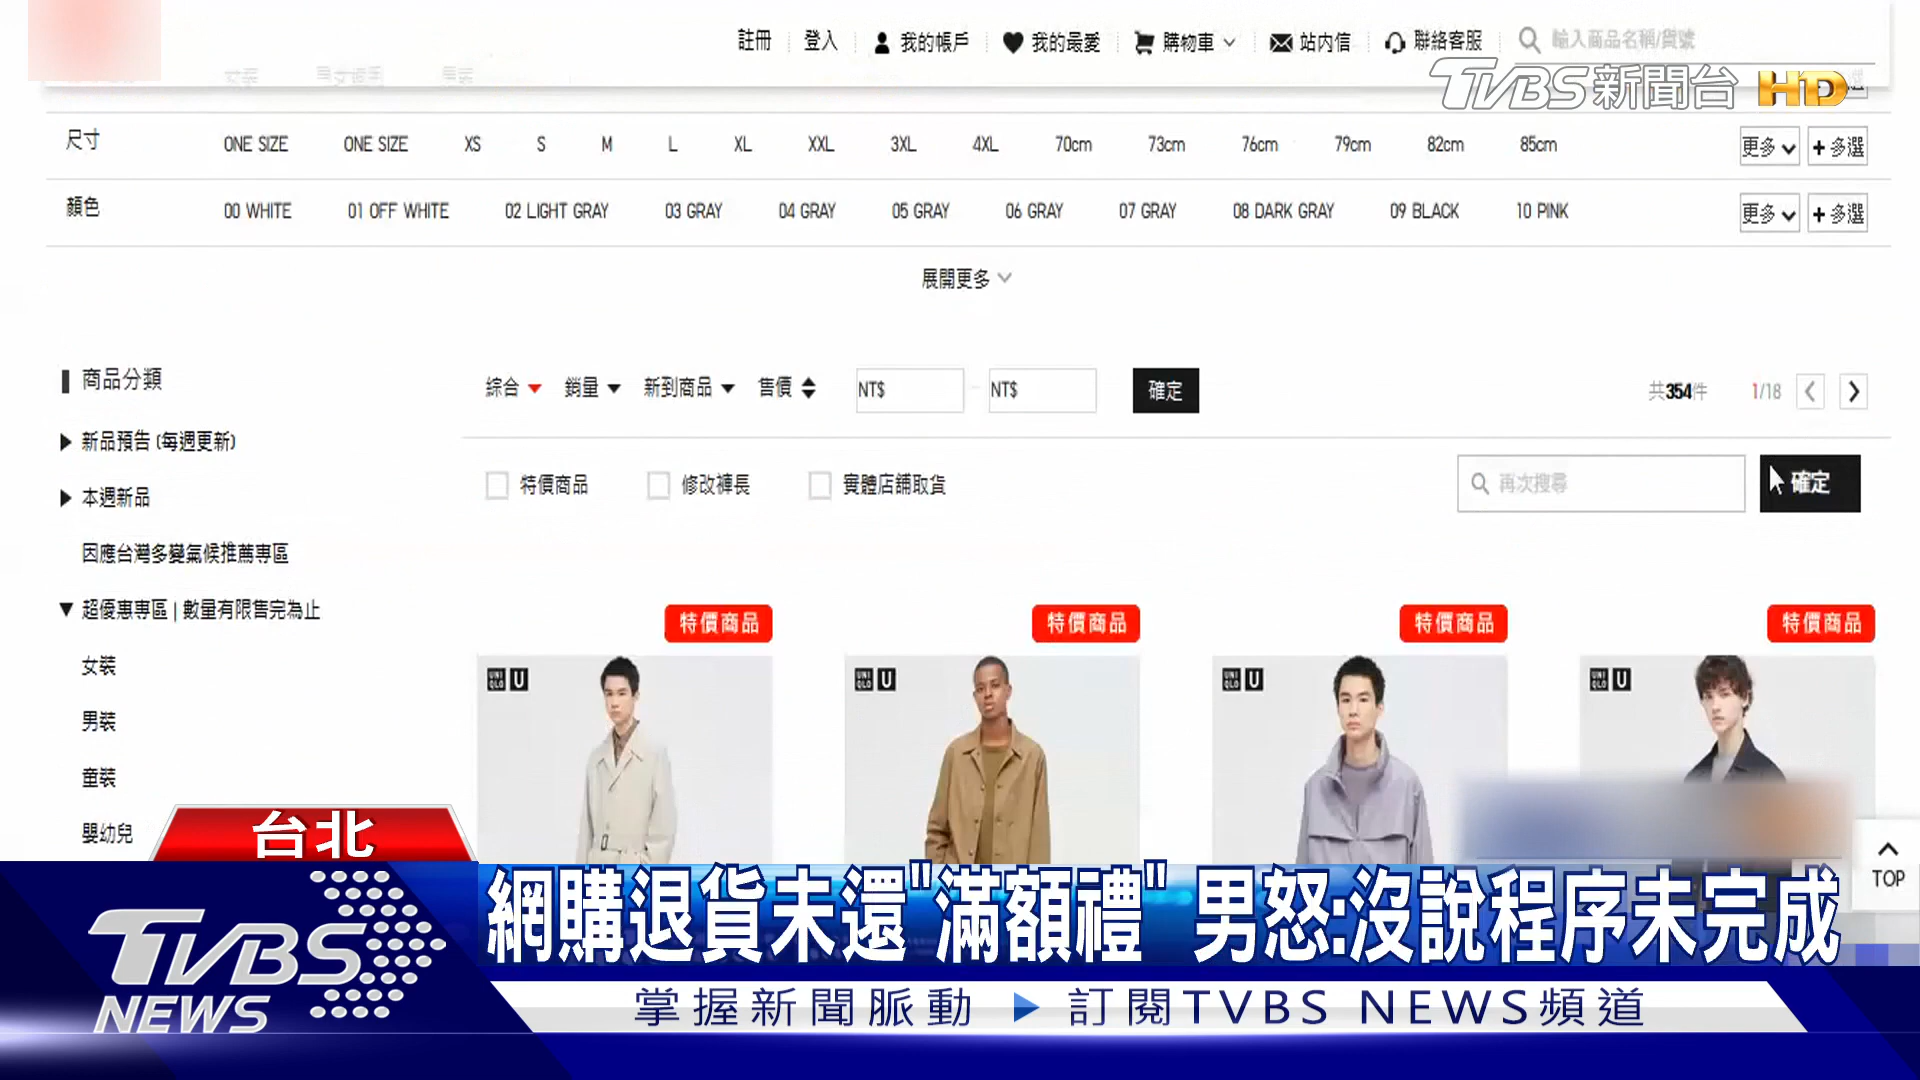 註冊 登入 我的帳戶 我的最愛 購物車 站內信 聯絡客服 輸入商品名稱/貨號
TVBS新聞台 HD
尺寸 ONE SIZE ONE SIZE XS S M L XL XXL 3XL 4XL 70cm 73cm 76cm 79cm 82cm 85cm 更多 +多選
顏色 00 WHITE 01 OFF WHITE 02 LIGHT GRAY 03 GRAY 04 GRAY 05 GRAY 06 GRAY 07 GRAY 08 DARK GRAY 09 BLACK 10 PINK 更多 +多選
展開更多
商品分類
綜合 銷量 新到商品 售價 NT$ - NT$ 確定 共354件 1/18
新品預告 (每週更新)
特價商品 修改褲長 實體店舖取貨 再次搜尋 確定
本週新品
因應台灣多變氣候推薦專區
超優惠專區 | 數量有限售完為止
特價商品 特價商品 特價商品 特價商品
女裝
UNIQLO U UNIQLO U UNIQLO U UNIQLO U
男裝
童裝
嬰幼兒
台北
TOP
網購退貨未還"滿額禮" 男怒:沒說程序未完成
TVBS NEWS
掌握新聞脈動 ▶ 訂閱TVBS NEWS頻道